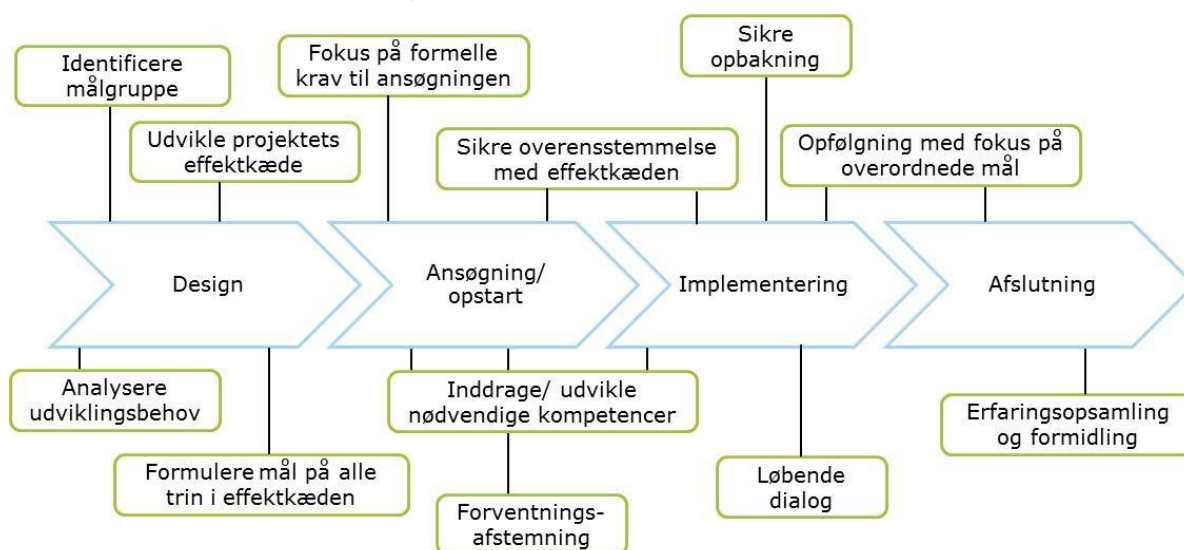 Identificere
målgruppe
Udvikle projektets
effektkæde
Fokus på formelle
krav til ansøgningen
Sikre overensstemmelse
med effektkæden
Sikre
opbakning
Opfølgning med fokus på
overordnede mål
Design
Ansøgning/
opstart
Implementering
Afslutning
Analysere
udviklingsbehov
Formulere mål på alle
trin i effektkæden
Inddrage/ udvikle
nødvendige kompetencer
Forventnings-
afstemning
Løbende
dialog
Erfaringsopsamling
og formidling